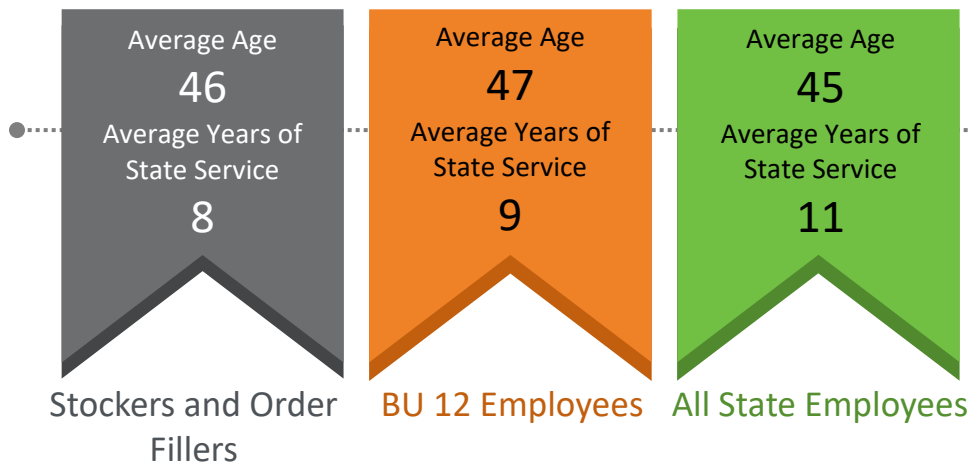 Average Age
46
Average Years of
State Service
8
Stockers and Order
Fillers
Average Age
47
Average Years of
State Service
9
BU 12 Employees
Average Age
45
Average Years of
State Service
11
All State Employees